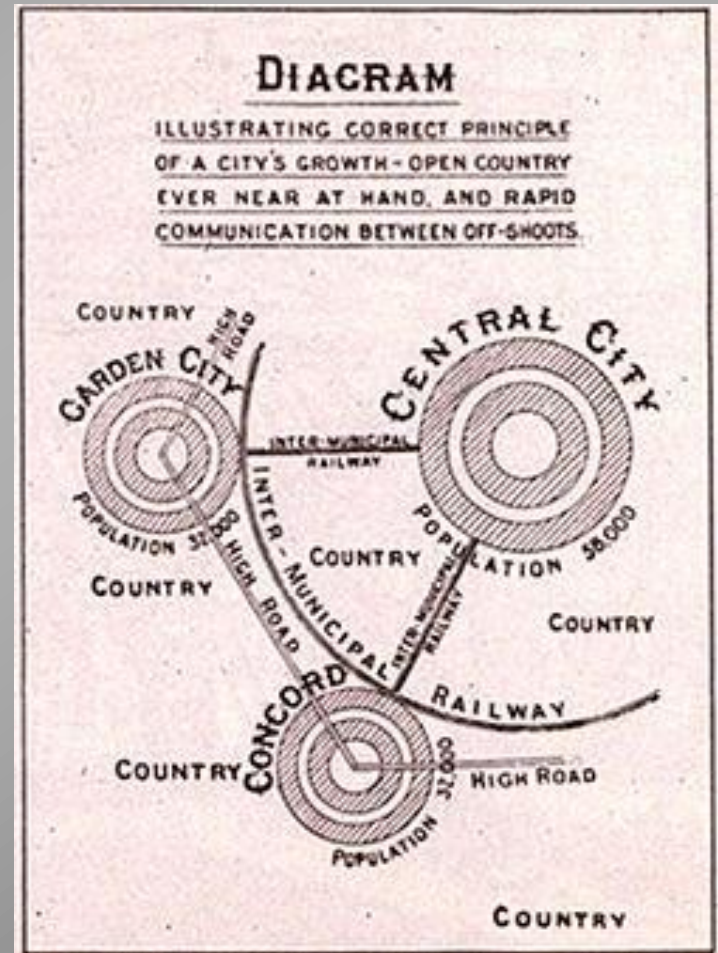 DIAGRAM
ILLUSTRATING CORRECT PRINCIPLE
OF A CITY'S GROWTH - OPEN COUNTRY
EVER NEAR AT HAND, AND RAPID
COMMUNICATION BETWEEN OFF-SHOOTS.
COUNTRY
HIGH
ROAD
GARDEN CITY
POPULATION 32,000
CENTRAL CITY
POPULATION 58,000
INTER-MUNICIPAL
RAILWAY
INTER-MUNICIPAL RAILWAY
COUNTRY
COUNTRY
HIGH ROAD
INTER-MUNICIPAL
RAILWAY
COUNTRY
CONCORD
POPULATION 32,000
COUNTRY
HIGH ROAD
COUNTRY